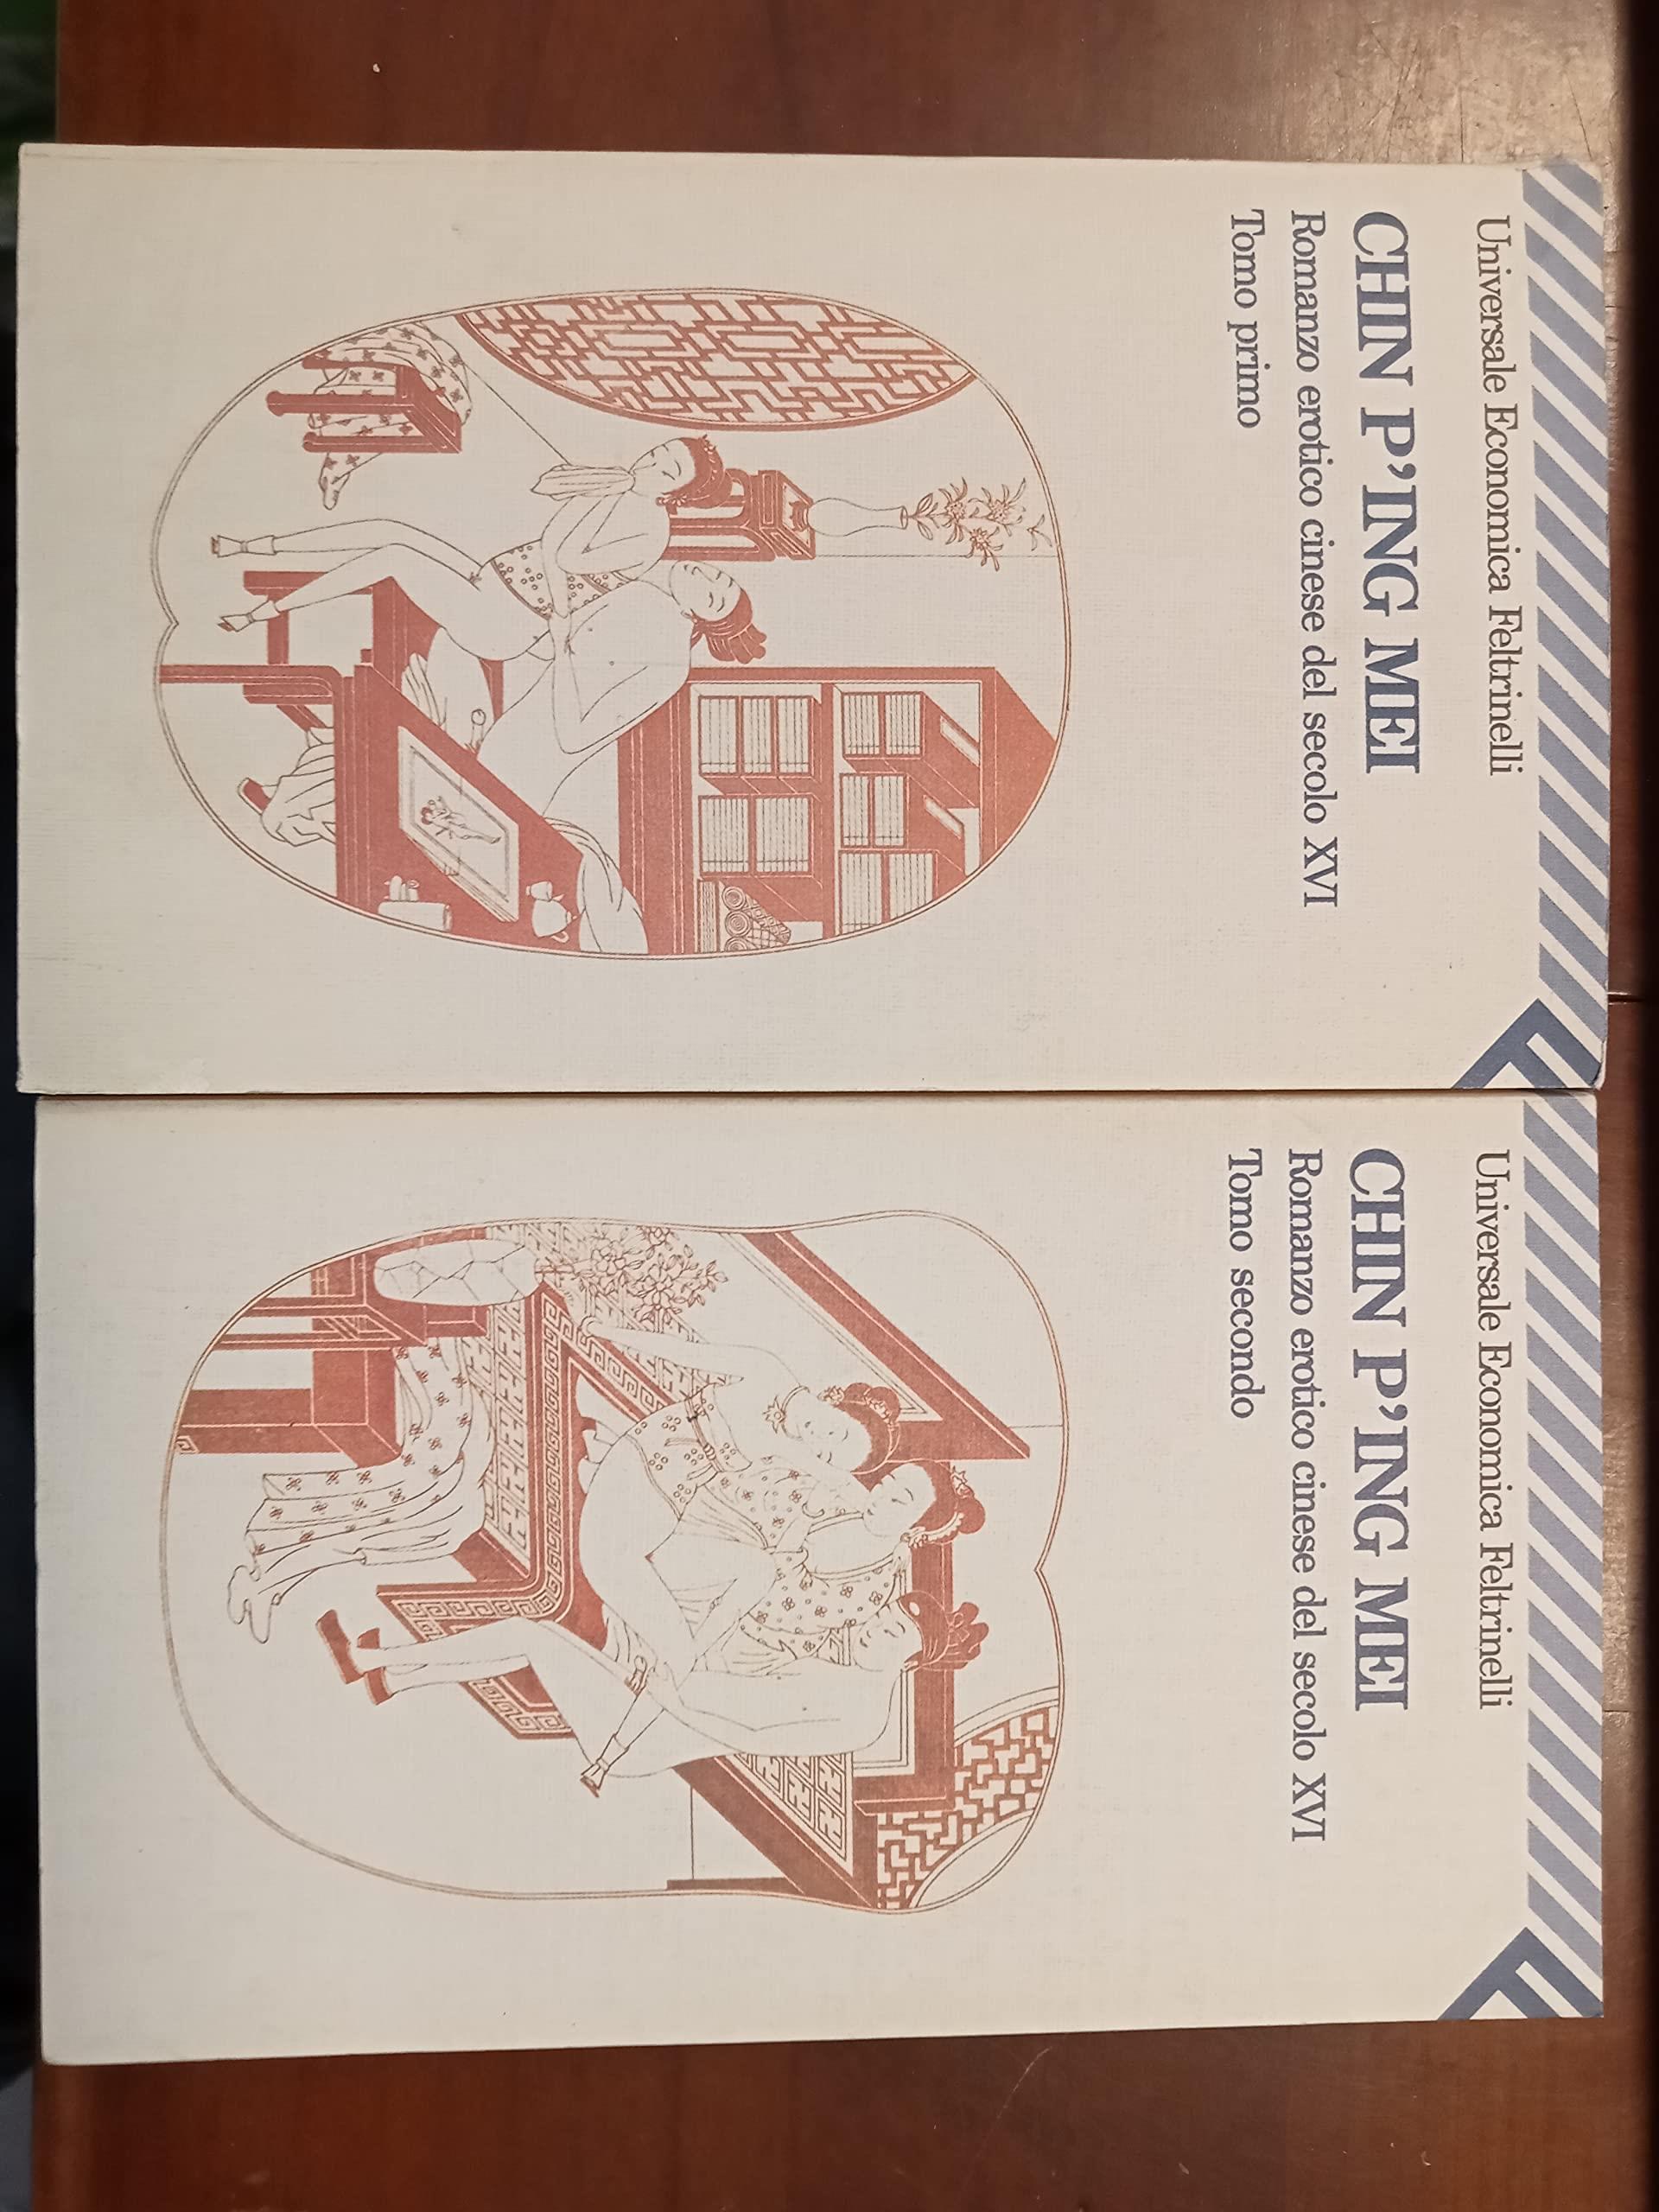 Universale Economica Feltrinelli
CHIN P'ING MEI
Romanzo erotico cinese del secolo XVI
Tomo primo
Universale Economica Feltrinelli
CHIN P'ING MEI
Romanzo erotico cinese del secolo XVI
Tomo secondo